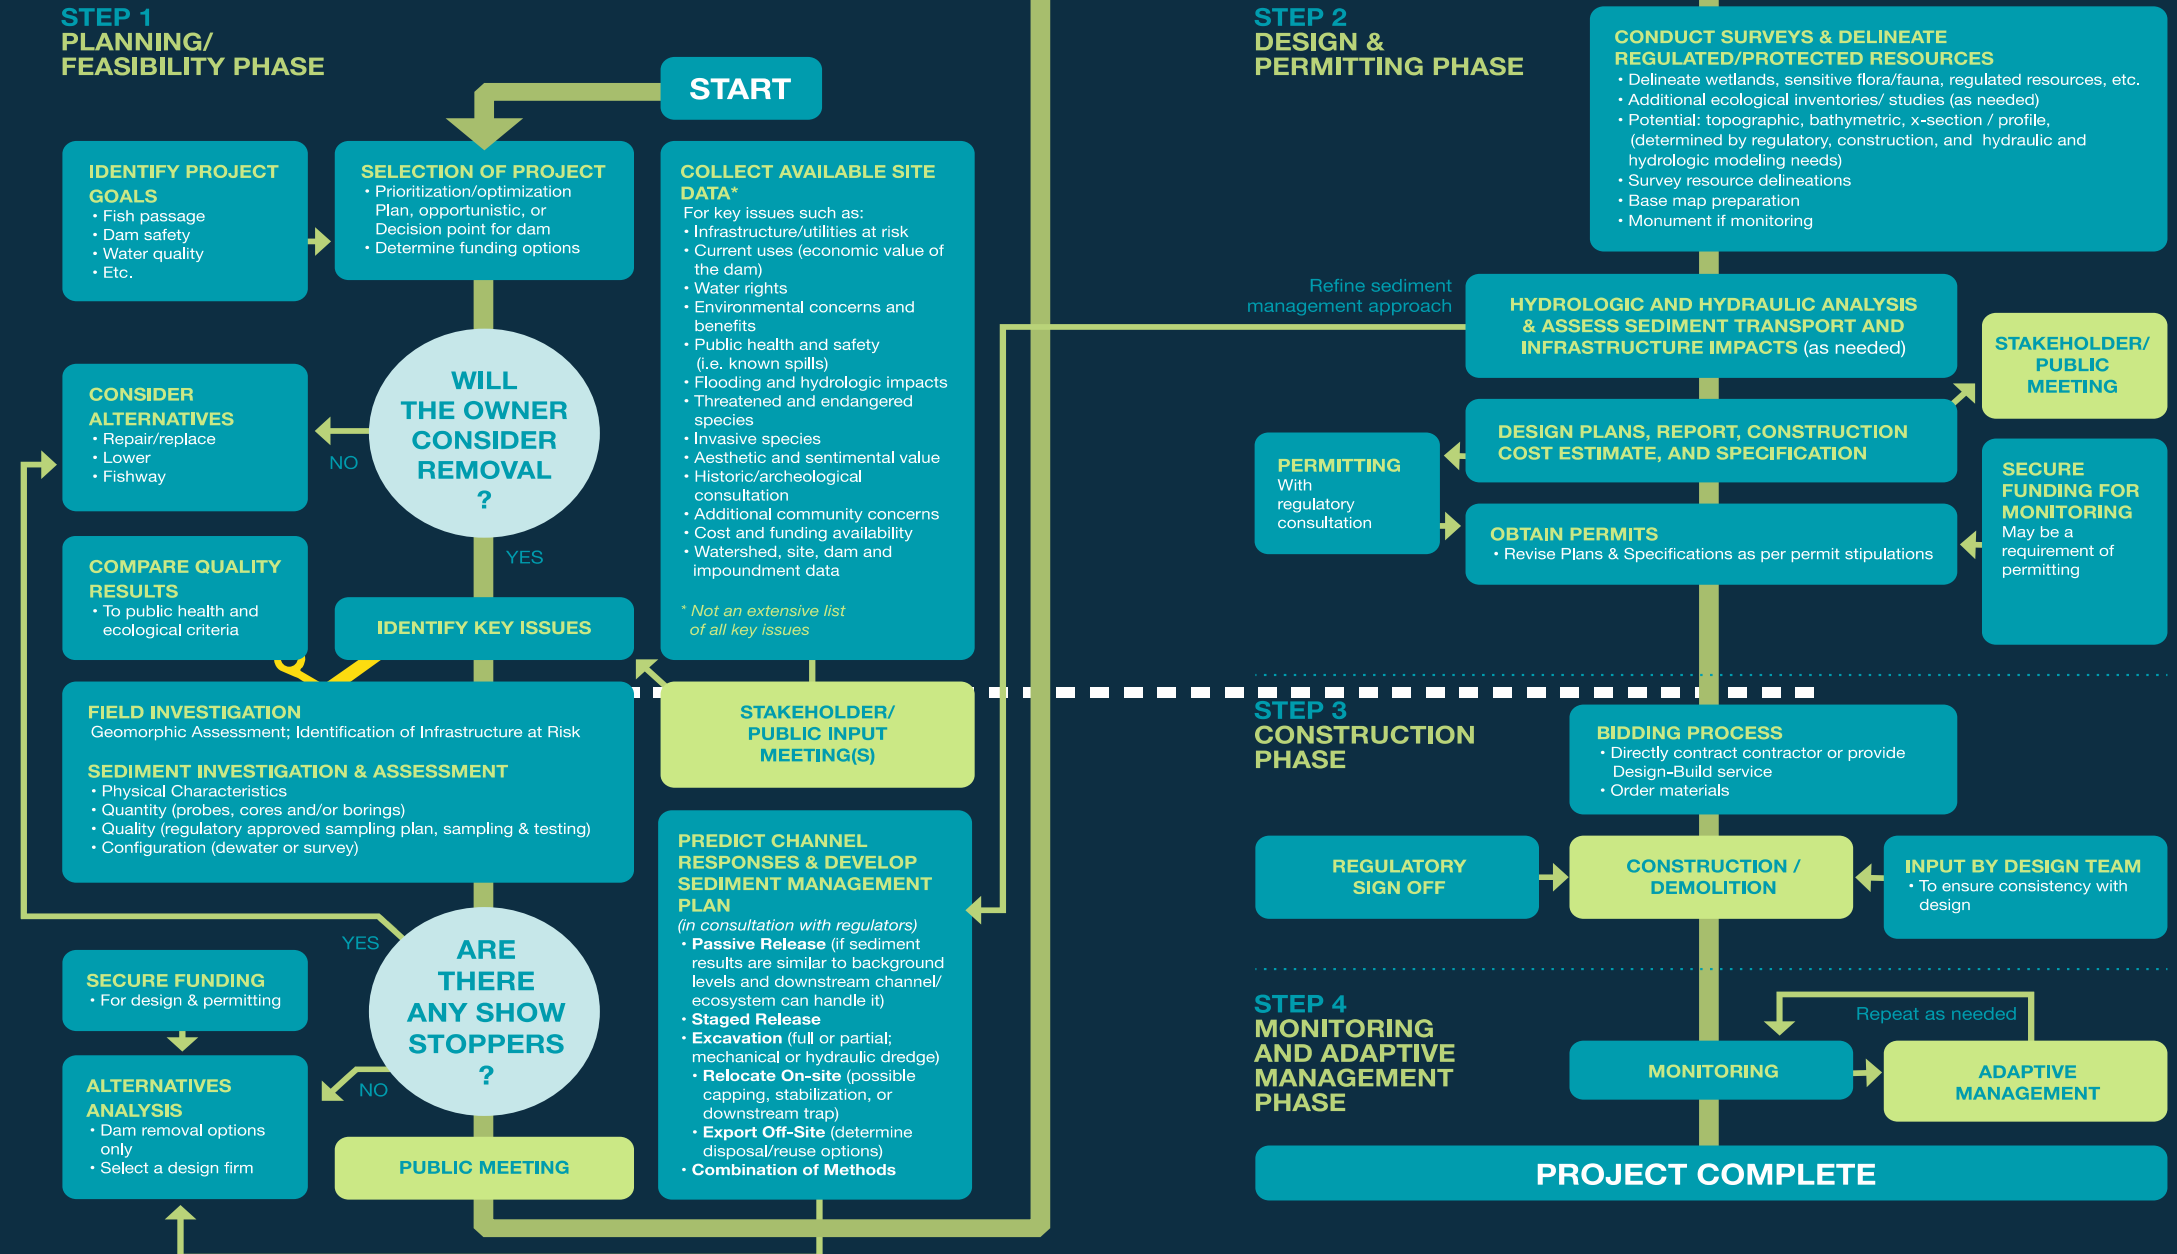 STEP 1
PLANNING/
FEASIBILITY PHASE
START
IDENTIFY PROJECT
GOALS
• Fish passage
• Dam safety
• Water quality
• Etc.
SELECTION OF PROJECT
• Prioritization/optimization
Plan, opportunistic, or
Decision point for dam
• Determine funding options
COLLECT AVAILABLE SITE
DATA*
For key issues such as:
• Infrastructure/utilities at risk
• Current uses (economic value of
the dam)
• Water rights
• Environmental concerns and
benefits
• Public health and safety
(i.e. known spills)
• Flooding and hydrologic impacts
• Threatened and endangered
species
• Invasive species
• Aesthetic and sentimental value
• Historic/archeological
consultation
• Additional community concerns
• Cost and funding availability
• Watershed, site, dam and
impoundment data
* Not an extensive list
of all key issues
WILL
THE OWNER
CONSIDER
REMOVAL
?
NO
YES
CONSIDER
ALTERNATIVES
• Repair/replace
• Lower
• Fishway
COMPARE QUALITY
RESULTS
• To public health and
ecological criteria
IDENTIFY KEY ISSUES
FIELD INVESTIGATION
Geomorphic Assessment; Identification of Infrastructure at Risk
SEDIMENT INVESTIGATION & ASSESSMENT
• Physical Characteristics
• Quantity (probes, cores and/or borings)
• Quality (regulatory approved sampling plan, sampling & testing)
• Configuration (dewater or survey)
STAKEHOLDER/
PUBLIC INPUT
MEETING(S)
PREDICT CHANNEL
RESPONSES & DEVELOP
SEDIMENT MANAGEMENT
PLAN
(in consultation with regulators)
• Passive Release (if sediment
results are similar to background
levels and downstream channel/
ecosystem can handle it)
• Staged Release
• Excavation (full or partial;
mechanical or hydraulic dredge)
• Relocate On-site (possible
capping, stabilization, or
downstream trap)
• Export Off-Site (determine
disposal/reuse options)
• Combination of Methods
YES
ARE
THERE
ANY SHOW
STOPPERS
?
NO
SECURE FUNDING
• For design & permitting
ALTERNATIVES
ANALYSIS
• Dam removal options
only
• Select a design firm
PUBLIC MEETING
STEP 2
DESIGN &
PERMITTING PHASE
CONDUCT SURVEYS & DELINEATE
REGULATED/PROTECTED RESOURCES
• Delineate wetlands, sensitive flora/fauna, regulated resources, etc.
• Additional ecological inventories/ studies (as needed)
• Potential: topographic, bathymetric, x-section / profile,
(determined by regulatory, construction, and hydraulic and
hydrologic modeling needs)
• Survey resource delineations
• Base map preparation
• Monument if monitoring
Refine sediment
management approach
HYDROLOGIC AND HYDRAULIC ANALYSIS
& ASSESS SEDIMENT TRANSPORT AND
INFRASTRUCTURE IMPACTS (as needed)
STAKEHOLDER/
PUBLIC
MEETING
DESIGN PLANS, REPORT, CONSTRUCTION
COST ESTIMATE, AND SPECIFICATION
PERMITTING
With
regulatory
consultation
OBTAIN PERMITS
• Revise Plans & Specifications as per permit stipulations
SECURE
FUNDING FOR
MONITORING
May be a
requirement of
permitting
STEP 3
CONSTRUCTION
PHASE
BIDDING PROCESS
• Directly contract contractor or provide
Design-Build service
• Order materials
REGULATORY
SIGN OFF
CONSTRUCTION /
DEMOLITION
INPUT BY DESIGN TEAM
• To ensure consistency with
design
STEP 4
MONITORING
AND ADAPTIVE
MANAGEMENT
PHASE
Repeat as needed
MONITORING
ADAPTIVE
MANAGEMENT
PROJECT COMPLETE